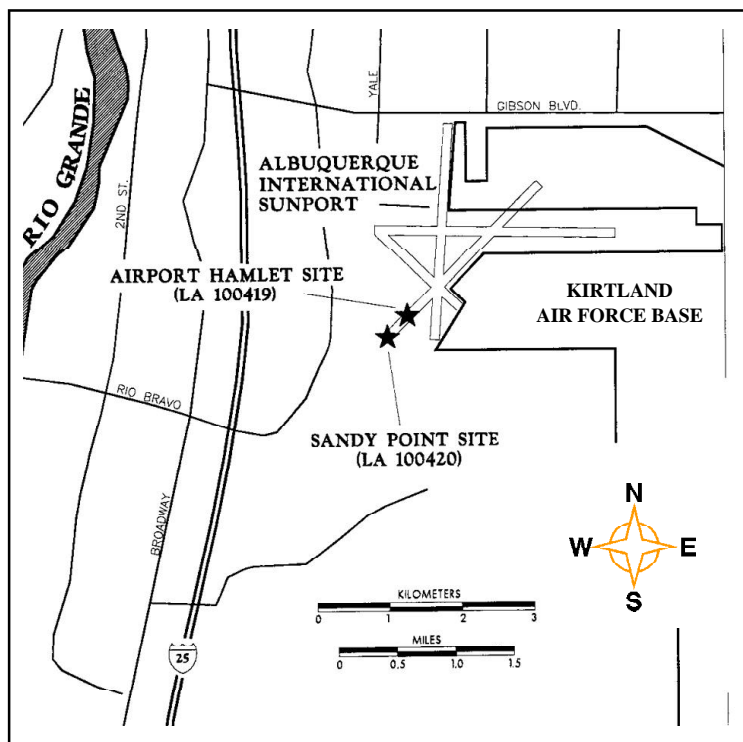 YALE
GIBSON BLVD.
RIO GRANDE
2ND ST.
ALBUQUERQUE
INTERNATIONAL
SUNPORT
AIRPORT HAMLET SITE
(LA 100419)
KIRTLAND
AIR FORCE BASE
RIO BRAVO
SANDY POINT SITE
(LA 100420)
BROADWAY
N
W E
S
KILOMETERS
0 1 2 3
MILES
0 0.5 1.0 1.5
25